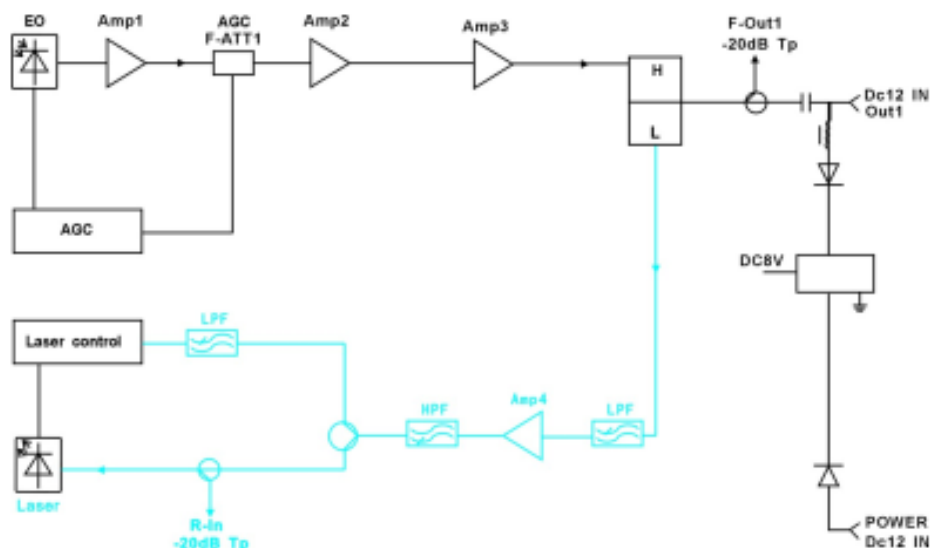 EO
Amp1
AGC
F-ATT1
Amp2
Amp3
F-Out1
-20dB Tp
H
L
Dc12 IN
Out1
AGC
DC8V
Laser control
LPF
HPF
Amp4
LPF
Laser
R-In
-20dB Tp
POWER
Dc12 IN